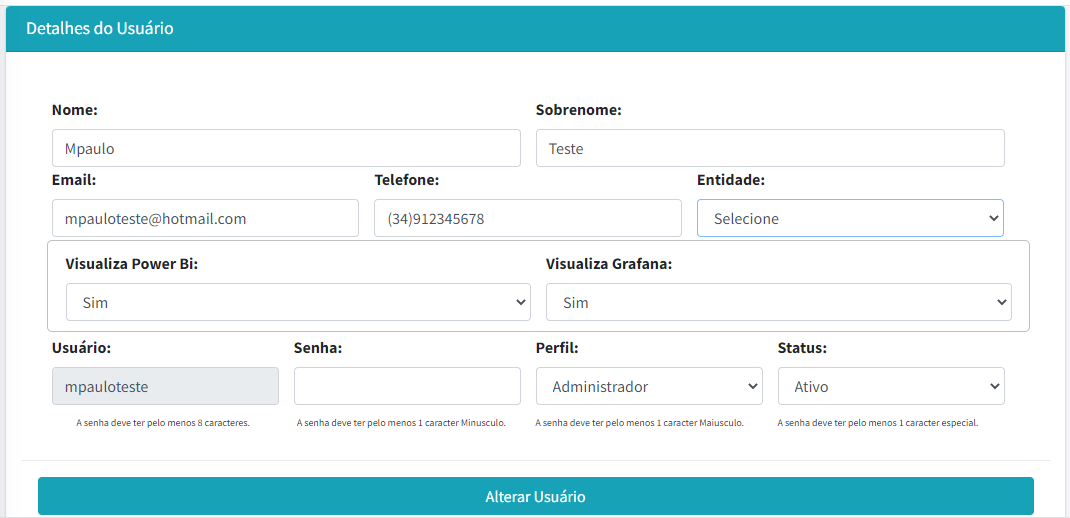 Detalhes do Usuário
Nome: Sobrenome:
Mpaulo Teste
Email: Telefone: Entidade:
mpauloteste@hotmail.com (34)912345678 Selecione
Visualiza Power Bi: Visualiza Grafana:
Sim Sim
Usuário: Senha: Perfil: Status:
mpauloteste Administrador Ativo
A senha deve ter pelo menos 8 caracteres. A senha deve ter pelo menos 1 caracter Minusculo. A senha deve ter pelo menos 1 caracter Maiusculo. A senha deve ter pelo menos 1 caracter especial.
Alterar Usuário